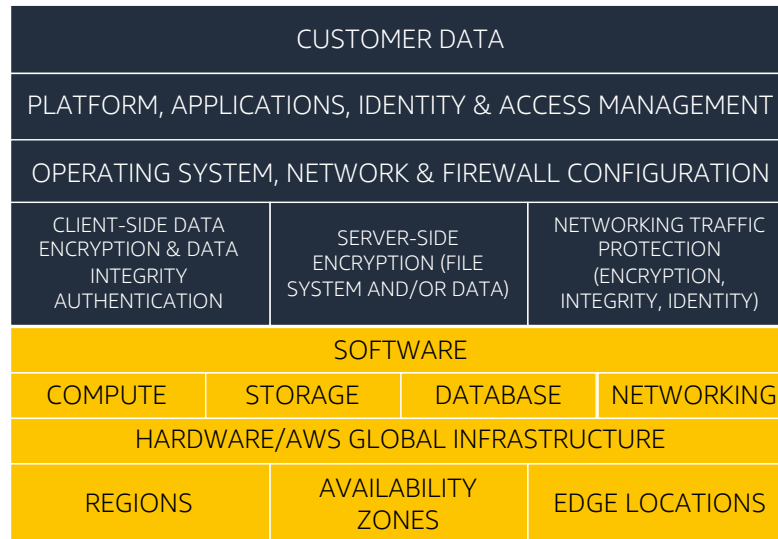 CUSTOMER DATA
PLATFORM, APPLICATIONS, IDENTITY & ACCESS MANAGEMENT
OPERATING SYSTEM, NETWORK & FIREWALL CONFIGURATION
CLIENT-SIDE DATA
ENCRYPTION & DATA
INTEGRITY
AUTHENTICATION
SERVER-SIDE
ENCRYPTION (FILE
SYSTEM AND/OR DATA)
NETWORKING TRAFFIC
PROTECTION
(ENCRYPTION,
INTEGRITY, IDENTITY)
SOFTWARE
COMPUTE
STORAGE
DATABASE
NETWORKING
HARDWARE/AWS GLOBAL INFRASTRUCTURE
REGIONS
AVAILABILITY
ZONES
EDGE LOCATIONS